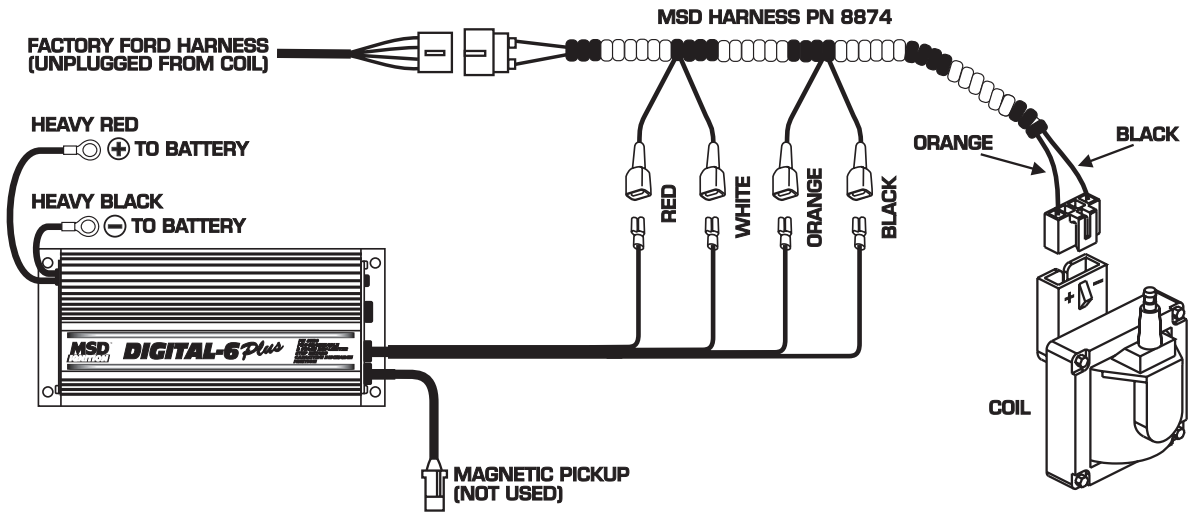 MSD HARNESS PN 8874
FACTORY FORD HARNESS
(UNPLUGGED FROM COIL)
HEAVY RED
+ TO BATTERY
HEAVY BLACK
− TO BATTERY
ORANGE
BLACK
RED
WHITE
ORANGE
BLACK
+ −
MSD
IGNITION
DIGITAL-6 Plus
COIL
MAGNETIC PICKUP
(NOT USED)